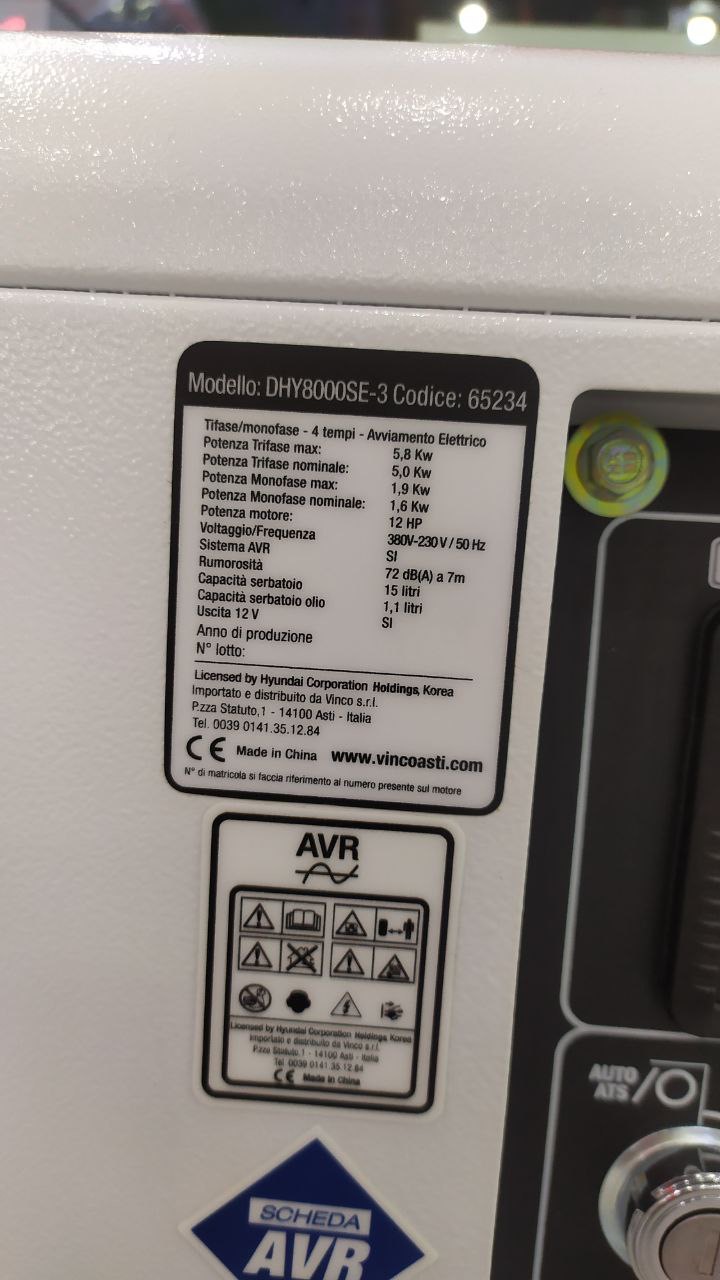 Modello: DHY8000SE-3 Codice: 65234
Tifase/monofase - 4 tempi - Avviamento Elettrico
Potenza Trifase max: 5,8 Kw
Potenza Trifase nominale: 5,0 Kw
Potenza Monofase max: 1,9 Kw
Potenza Monofase nominale: 1,6 Kw
Potenza motore: 12 HP
Voltaggio/Frequenza 380V-230V / 50 Hz
Sistema AVR SI
Rumorosità 72 dB(A) a 7m
Capacità serbatoio 15 litri
Capacità serbatoio olio 1,1 litri
Uscita 12 V SI
Anno di produzione
N° lotto:
Licensed by Hyundai Corporation Holdings, Korea
Importato e distribuito da Vinco s.r.l.
P.zza Statuto,1 - 14100 Asti - Italia
Tel. 0039 0141.35.12.84
CE Made in China www.vincoasti.com
N° di matricola si faccia riferimento al numero presente sul motore
AVR
Licensed by Hyundai Corporation Holdings, Korea
Importato e distribuito da Vinco s.r.l.
P.zza Statuto,1 - 14100 Asti - Italia
Tel 0039 0141.35.12.84
CE Made in China
AUTO
ATS
SCHEDA
AVR